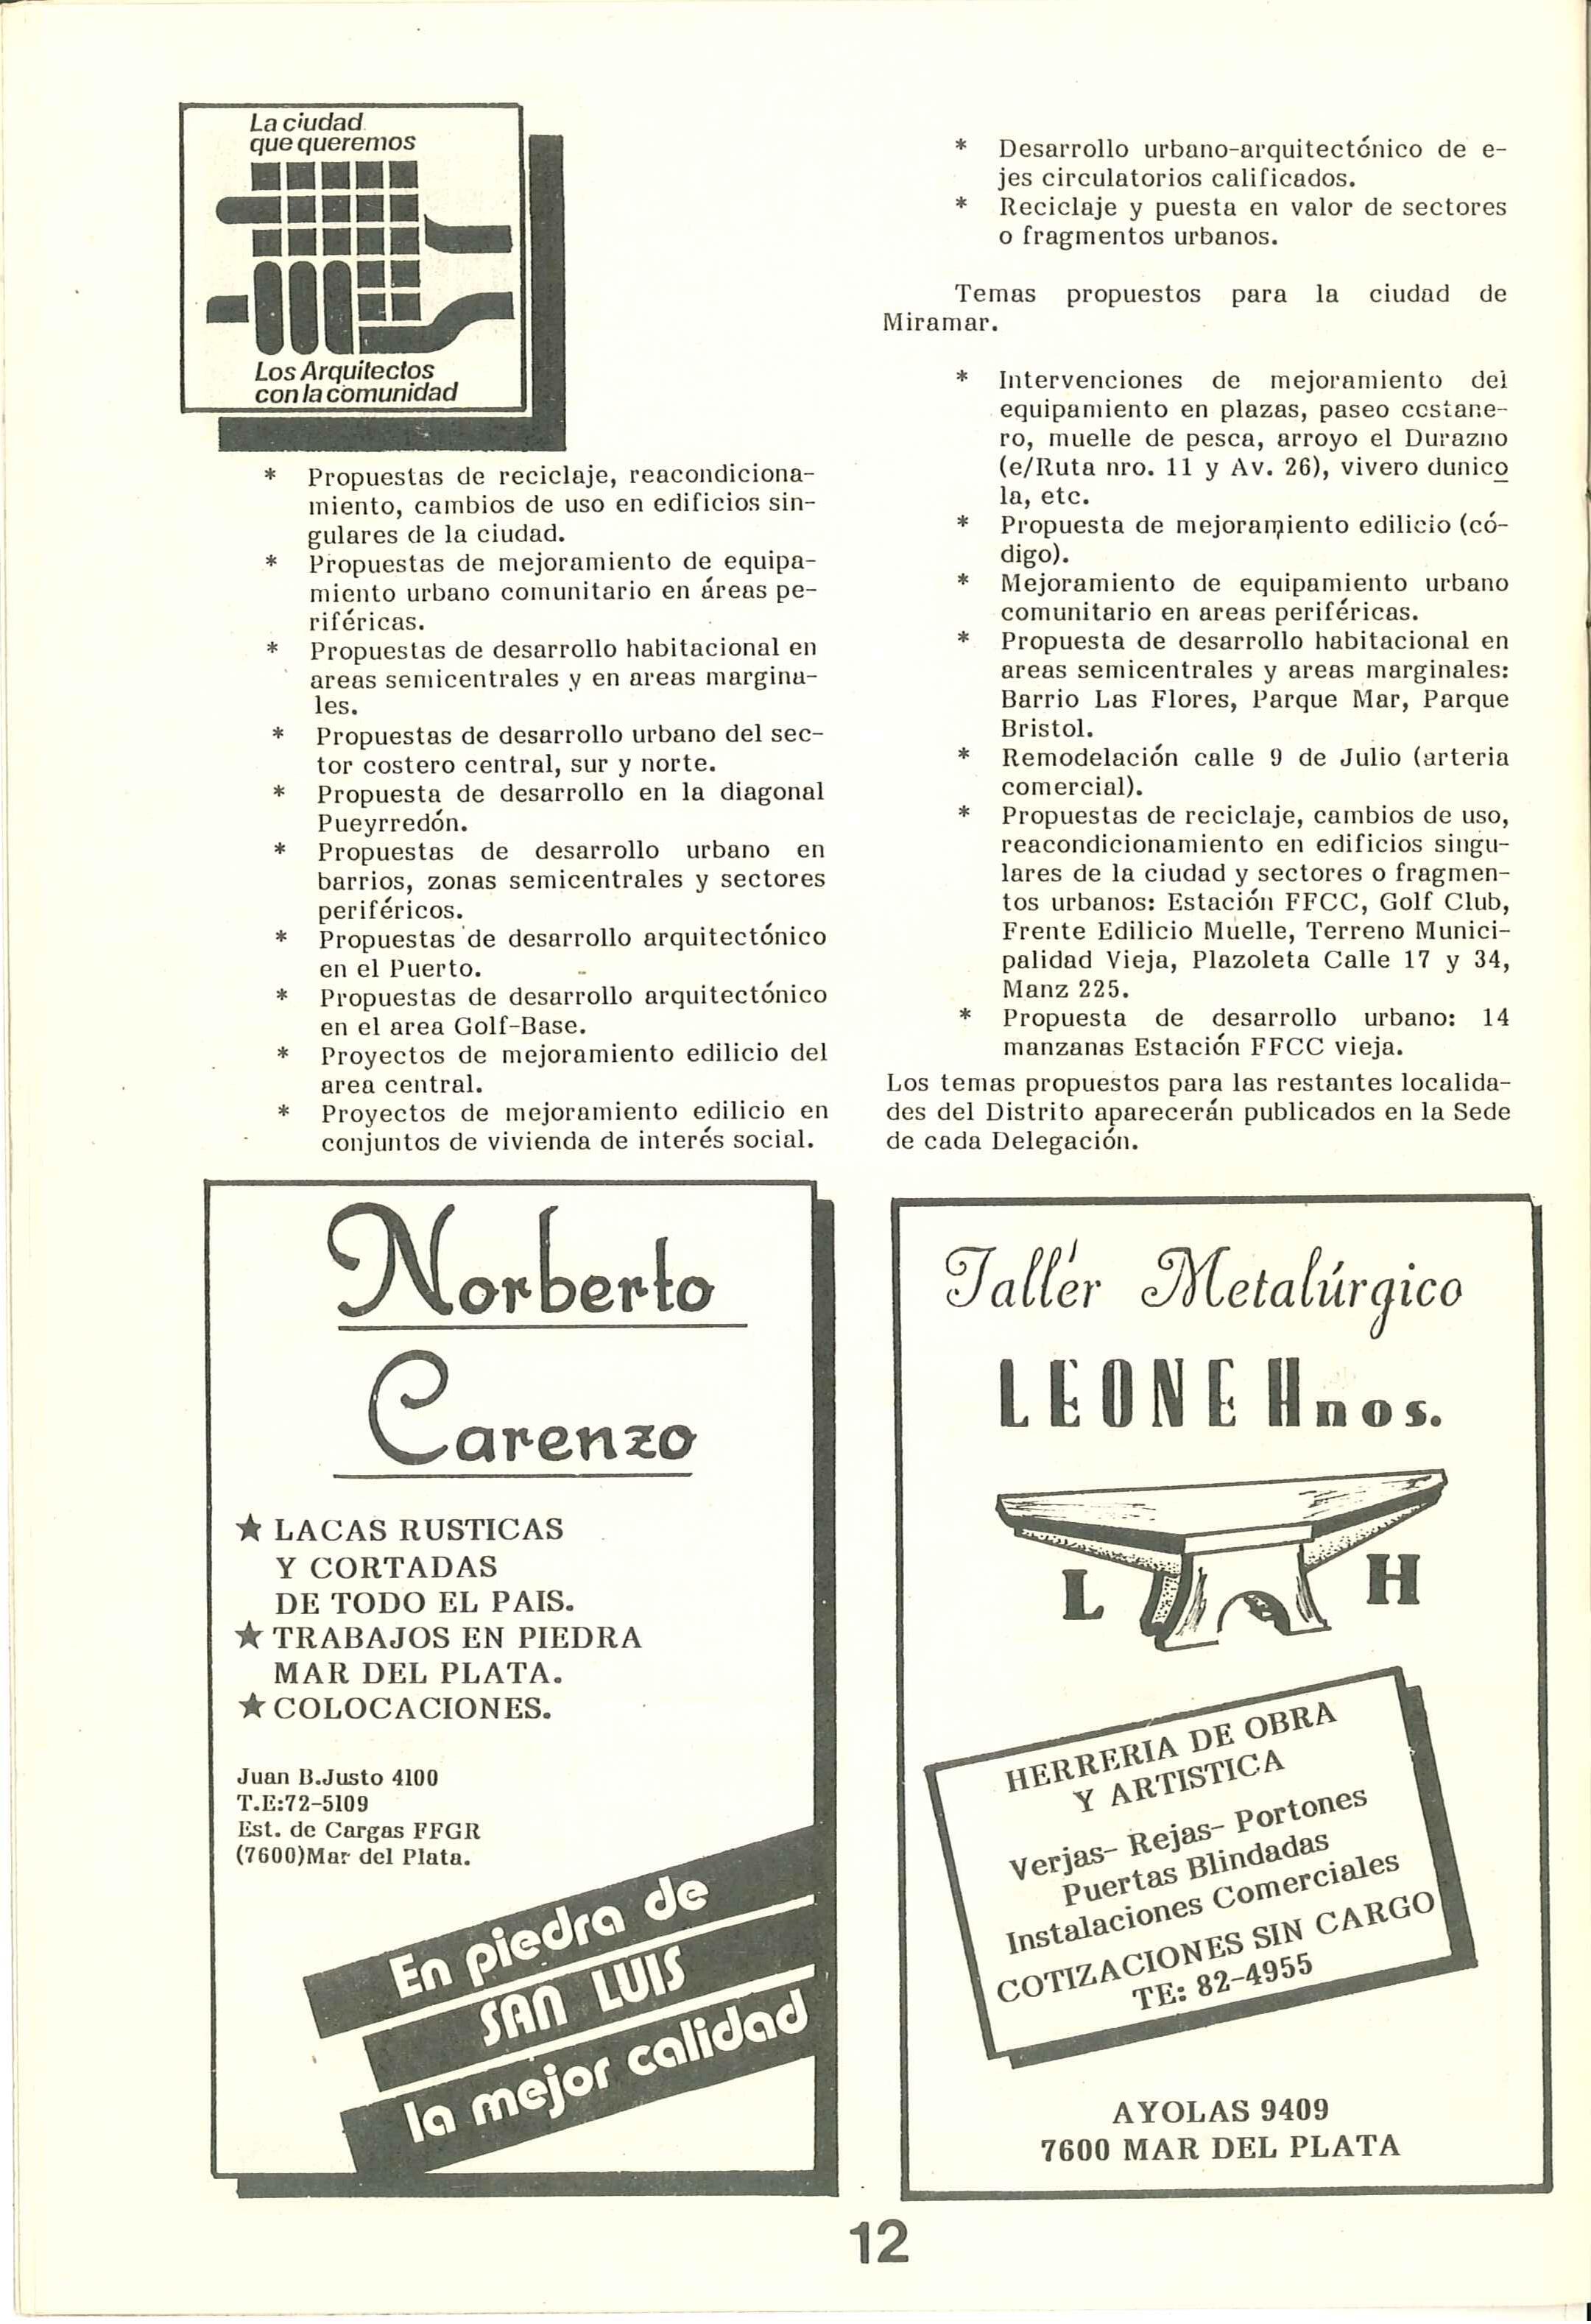 La ciudad
que queremos
Los Arquitectos
con la comunidad
* Propuestas de reciclaje, reacondiciona-
miento, cambios de uso en edificios sin-
gulares de la ciudad.
* Propuestas de mejoramiento de equipa-
miento urbano comunitario en áreas pe-
riféricas.
* Propuestas de desarrollo habitacional en
areas semicentrales y en areas margina-
les.
* Propuestas de desarrollo urbano del sec-
tor costero central, sur y norte.
* Propuesta de desarrollo en la diagonal
Pueyrredón.
* Propuestas de desarrollo urbano en
barrios, zonas semicentrales y sectores
periféricos.
* Propuestas de desarrollo arquitectónico
en el Puerto.
* Propuestas de desarrollo arquitectónico
en el area Golf-Base.
* Proyectos de mejoramiento edilicio del
area central.
* Proyectos de mejoramiento edilicio en
conjuntos de vivienda de interés social.
* Desarrollo urbano-arquitectónico de e-
jes circulatorios calificados.
* Reciclaje y puesta en valor de sectores
o fragmentos urbanos.
Temas propuestos para la ciudad de
Miramar.
* Intervenciones de mejoramiento del
equipamiento en plazas, paseo costane-
ro, muelle de pesca, arroyo el Durazno
(e/Ruta nro. 11 y Av. 26), vivero dunico
la, etc.
* Propuesta de mejoramiento edilicio (có-
digo).
* Mejoramiento de equipamiento urbano
comunitario en areas periféricas.
* Propuesta de desarrollo habitacional en
areas semicentrales y areas marginales:
Barrio Las Flores, Parque Mar, Parque
Bristol.
* Remodelación calle 9 de Julio (arteria
comercial).
* Propuestas de reciclaje, cambios de uso,
reacondicionamiento en edificios singu-
lares de la ciudad y sectores o fragmen-
tos urbanos: Estación FFCC, Golf Club,
Frente Edilicio Muelle, Terreno Munici-
palidad Vieja, Plazoleta Calle 17 y 34,
Manz 225.
* Propuesta de desarrollo urbano: 14
manzanas Estación FFCC vieja.
Los temas propuestos para las restantes localida-
des del Distrito aparecerán publicados en la Sede
de cada Delegación.
Norberto
Carenzo
★ LACAS RUSTICAS
Y CORTADAS
DE TODO EL PAIS.
★ TRABAJOS EN PIEDRA
MAR DEL PLATA.
★ COLOCACIONES.
Juan B.Justo 4100
T.E:72-5109
Est. de Cargas FFGR
(7600)Mar del Plata.
En piedra de
SAN LUIS
la mejor calidad
Taller Metalúrgico
LEONE Hnos.
L H
HERRERIA DE OBRA
Y ARTISTICA
Verjas- Rejas- Portones
Puertas Blindadas
Instalaciones Comerciales
COTIZACIONES SIN CARGO
TE: 82-4955
AYOLAS 9409
7600 MAR DEL PLATA
12